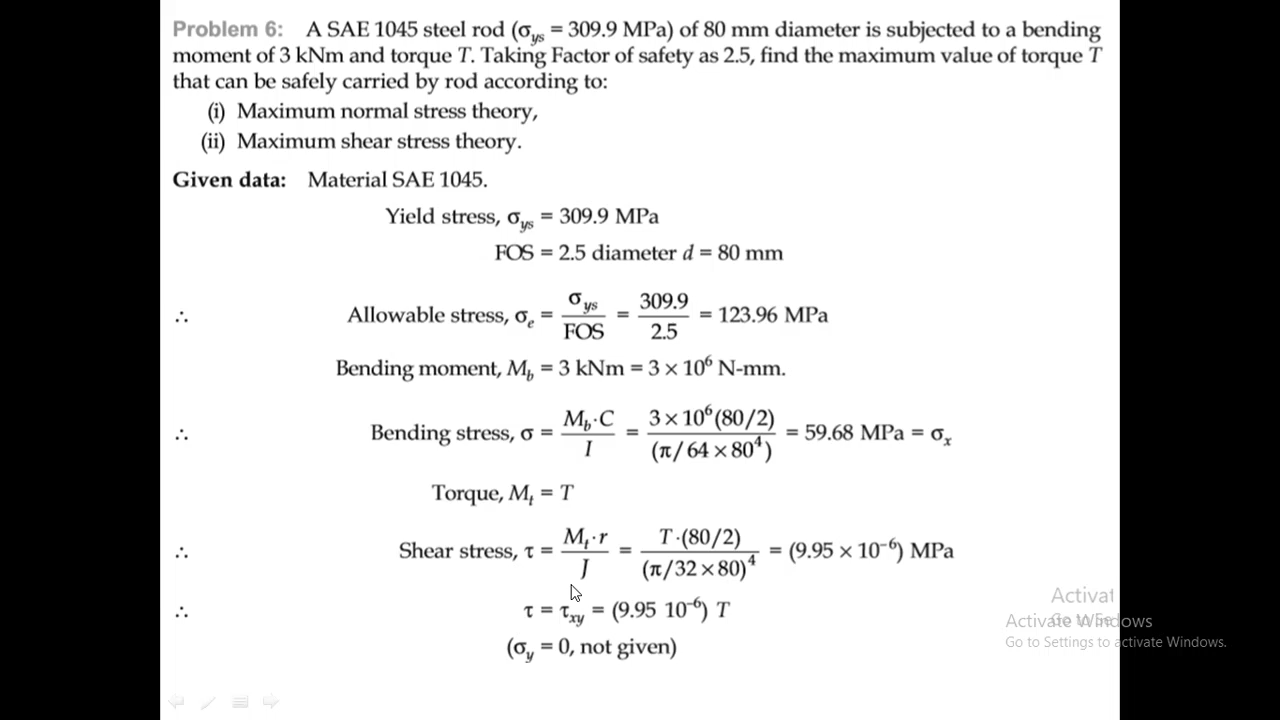 Problem 6: A SAE 1045 steel rod (σys = 309.9 MPa) of 80 mm diameter is subjected to a bending
moment of 3 kNm and torque T. Taking Factor of safety as 2.5, find the maximum value of torque T
that can be safely carried by rod according to:
(i) Maximum normal stress theory,
(ii) Maximum shear stress theory.
Given data: Material SAE 1045.
Yield stress, σys = 309.9 MPa
FOS = 2.5 diameter d = 80 mm
∴ Allowable stress, σe = σys/FOS = 309.9/2.5 = 123.96 MPa
Bending moment, Mb = 3 kNm = 3 × 10⁶ N-mm.
∴ Bending stress, σ = Mb·C/I = 3 × 10⁶(80/2)/(π/64 × 80⁴) = 59.68 MPa = σx
Torque, Mt = T
∴ Shear stress, τ = Mt·r/J = T·(80/2)/(π/32 × 80)⁴ = (9.95 × 10⁻⁶) MPa
∴ τ = τxy = (9.95 10⁻⁶) T
(σy = 0, not given)
Activate Windows
Go to Settings to activate Windows.